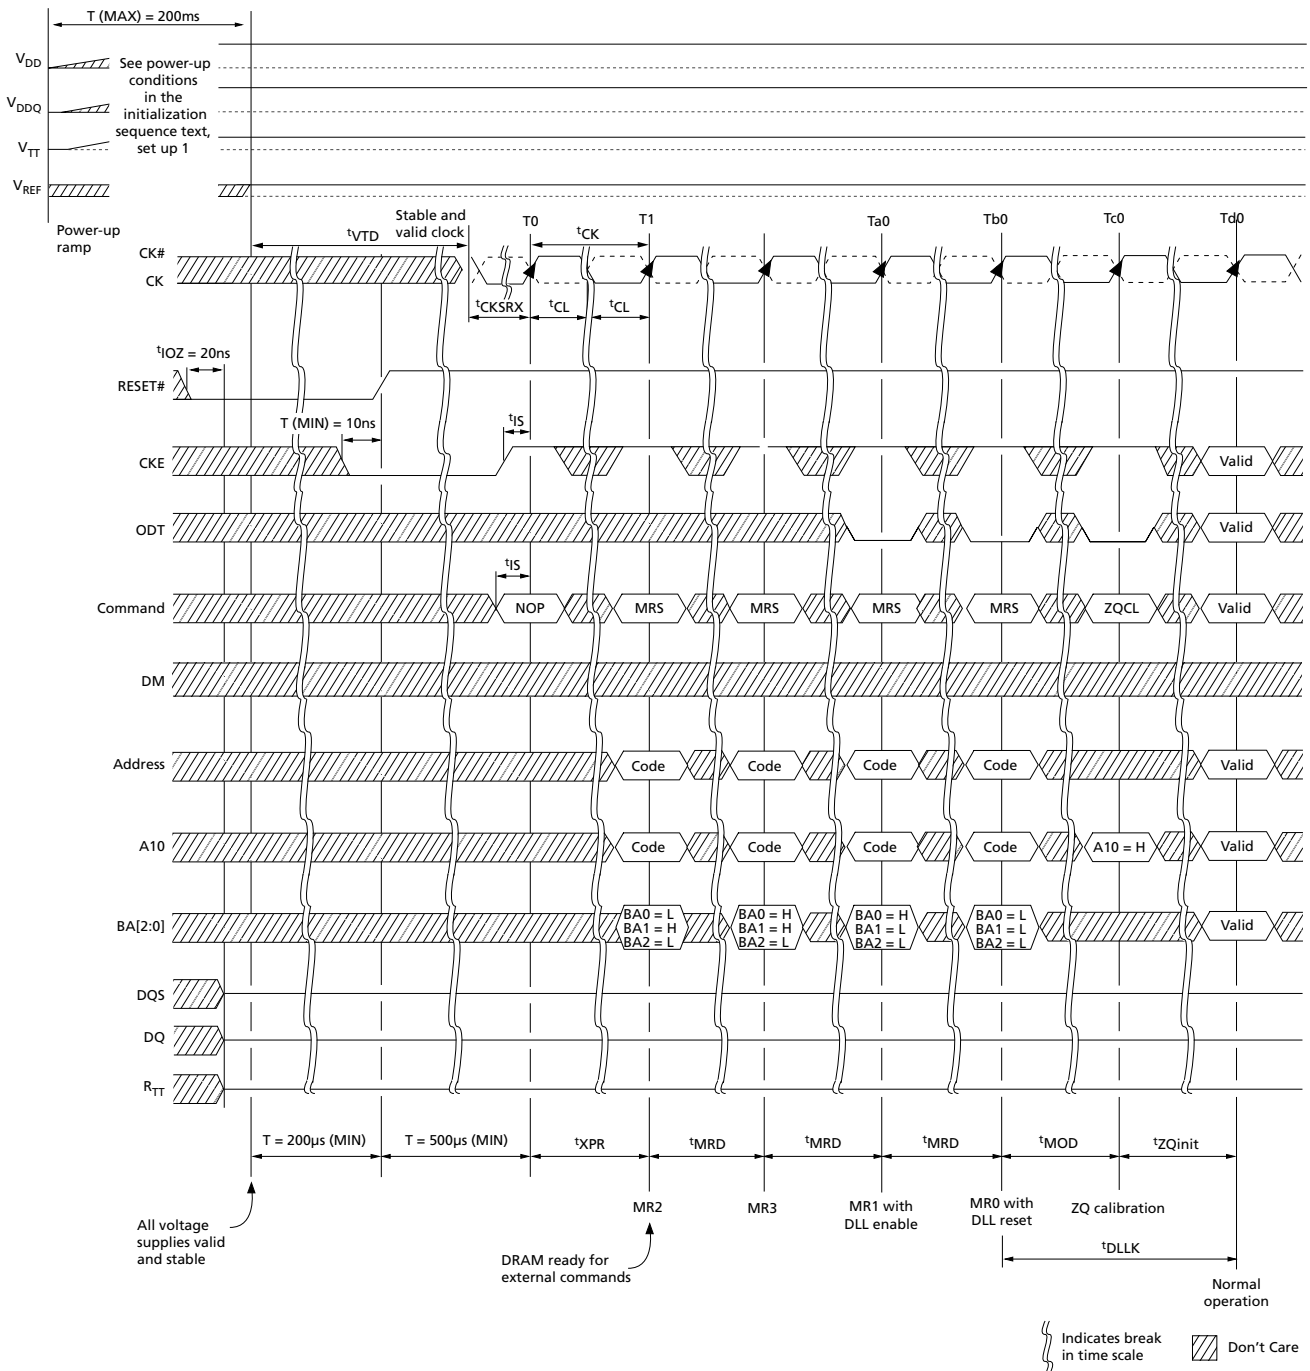 T (MAX) = 200ms
VDD
See power-up
conditions
in the
initialization
sequence text,
set up 1
VDDQ
VTT
VREF
Power-up
ramp
Stable and
valid clock
T0
T1
Ta0
Tb0
Tc0
Td0
tVTD
tCK
CK#
CK
tCKSRX
tCL
tCL
tIOZ = 20ns
RESET#
T (MIN) = 10ns
tIS
CKE
Valid
ODT
Valid
tIS
Command
NOP
MRS
MRS
MRS
MRS
ZQCL
Valid
DM
Address
Code
Code
Code
Code
Valid
A10
Code
Code
Code
Code
A10 = H
Valid
BA[2:0]
BA0 = L
BA1 = H
BA2 = L
BA0 = H
BA1 = H
BA2 = L
BA0 = H
BA1 = L
BA2 = L
BA0 = L
BA1 = L
BA2 = L
Valid
DQS
DQ
RTT
T = 200µs (MIN)
T = 500µs (MIN)
tXPR
tMRD
tMRD
tMRD
tMOD
tZQinit
MR2
MR3
MR1 with
DLL enable
MR0 with
DLL reset
ZQ calibration
All voltage
supplies valid
and stable
DRAM ready for
external commands
tDLLK
Normal
operation
Indicates break
in time scale
Don't Care